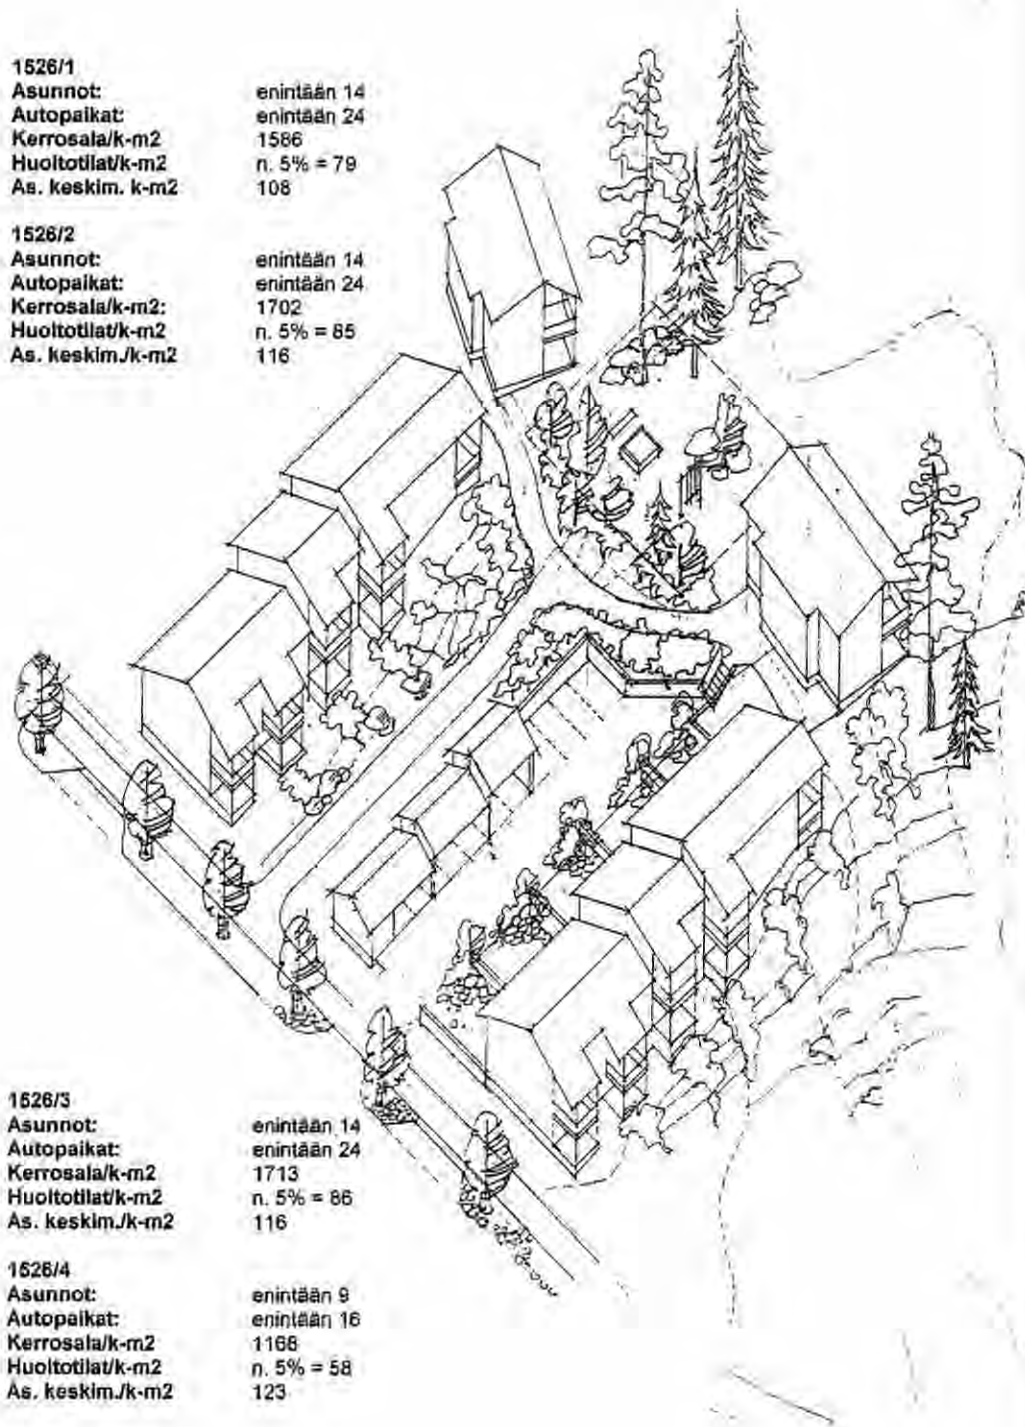 1526/1
Asunnot: enintään 14
Autopaikat: enintään 24
Kerrosala/k-m2 1586
Huoltotilat/k-m2 n. 5% = 79
As. keskim. k-m2 108
1526/2
Asunnot: enintään 14
Autopaikat: enintään 24
Kerrosala/k-m2: 1702
Huoltotilat/k-m2 n. 5% = 85
As. keskim./k-m2 116
1526/3
Asunnot: enintään 14
Autopaikat: enintään 24
Kerrosala/k-m2 1713
Huoltotilat/k-m2 n. 5% = 86
As. keskim./k-m2 116
1526/4
Asunnot: enintään 9
Autopaikat: enintään 16
Kerrosala/k-m2 1168
Huoltotilat/k-m2 n. 5% = 58
As. keskim./k-m2 123